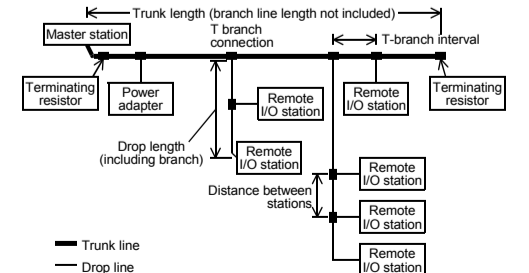 Trunk length (branch line length not included)
Master station
T branch
connection
T-branch interval
Terminating
resistor
Power
adapter
Remote
I/O station
Remote
I/O station
Terminating
resistor
Drop length
(including branch)
Remote
I/O station
Remote
I/O station
Distance between
stations
Remote
I/O station
Trunk line
Drop line
Remote
I/O station